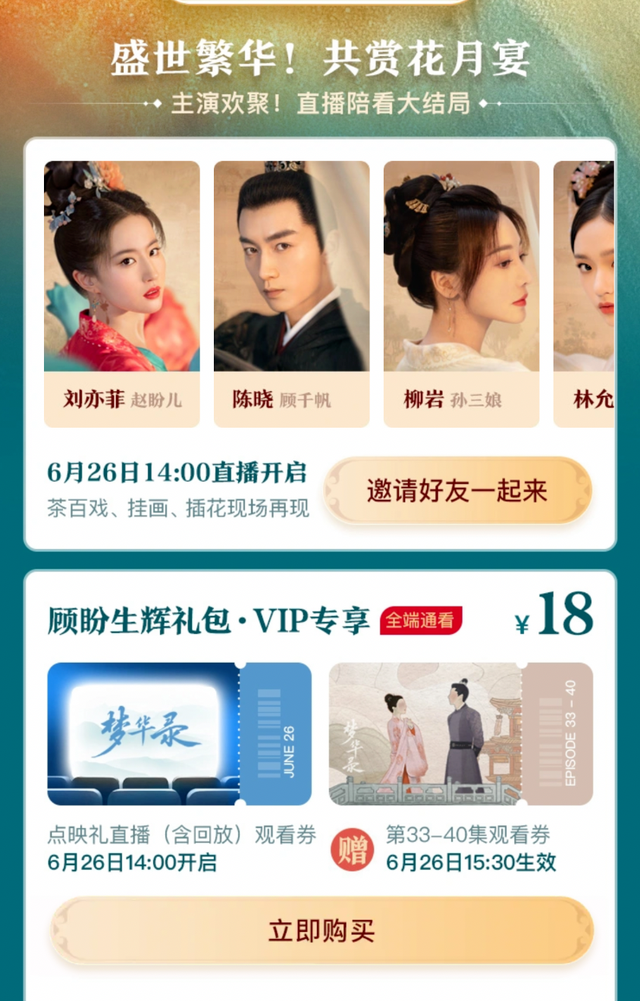 盛世繁华！共赏花月宴
主演欢聚！直播陪看大结局
刘亦菲 赵盼儿
陈晓 顾千帆
柳岩 孙三娘
林允
6月26日14:00直播开启
茶百戏、挂画、插花现场再现
邀请好友一起来
顾盼生辉礼包·VIP专享
全端通看
¥18
梦华录
JUNE 26
梦华录
EPISODE 33-40
点映礼直播（含回放）观看券
6月26日14:00开启
赠
第33-40集观看券
6月26日15:30生效
立即购买